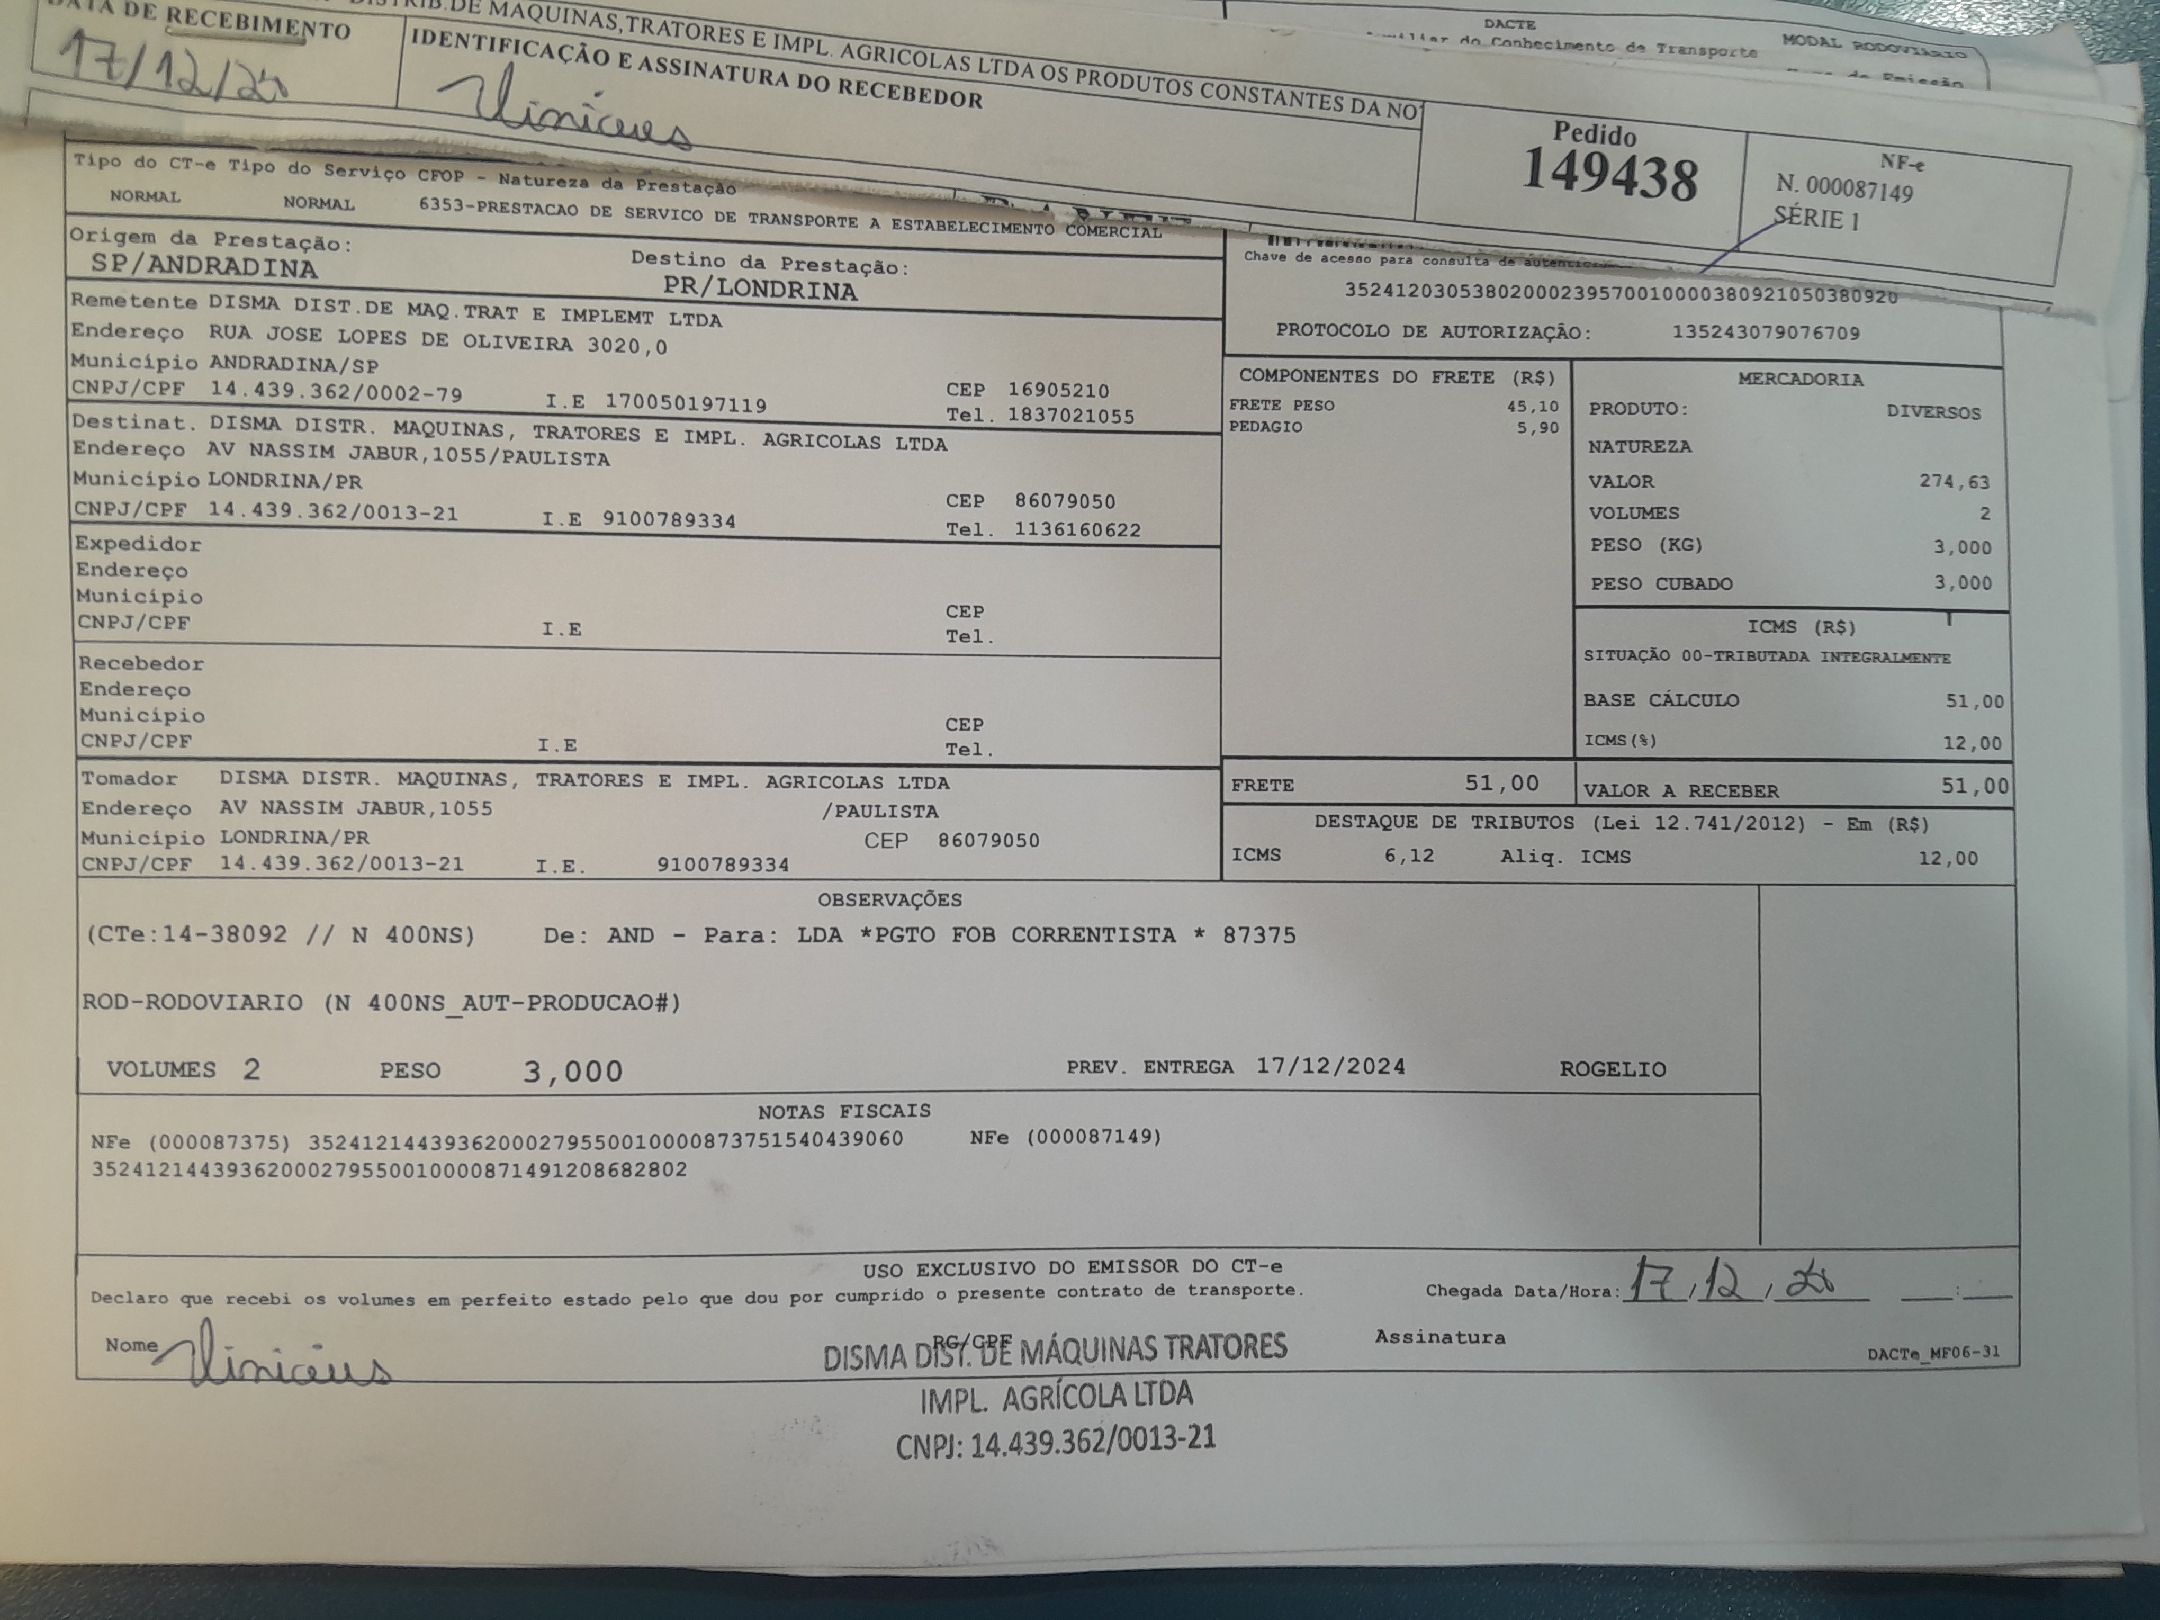 DE MAQUINAS,TRATORES E IMPL. AGRICOLAS LTDA OS PRODUTOS CONSTANTES DA NO
DATA DE RECEBIMENTO
17/12/20
IDENTIFICAÇÃO E ASSINATURA DO RECEBEDOR
Vinicius
Pedido
149438
NF-e
N. 000087149
SÉRIE 1
DACTE
do Conhecimento de Transporte
MODAL RODOVIARIO
de Emissão
Tipo do CT-e Tipo do Serviço CFOP - Natureza da Prestação
NORMAL NORMAL 6353-PRESTACAO DE SERVICO DE TRANSPORTE A ESTABELECIMENTO COMERCIAL
Origem da Prestação:
SP/ANDRADINA
Destino da Prestação:
PR/LONDRINA
Chave de acesso para consulta de
35241203053802000239570010000380921050380920
PROTOCOLO DE AUTORIZAÇÃO: 135243079076709
Remetente DISMA DIST.DE MAQ.TRAT E IMPLEMT LTDA
Endereço RUA JOSE LOPES DE OLIVEIRA 3020,0
Município ANDRADINA/SP
CEP 16905210
CNPJ/CPF 14.439.362/0002-79 I.E 170050197119
Tel. 1837021055
Destinat. DISMA DISTR. MAQUINAS, TRATORES E IMPL. AGRICOLAS LTDA
Endereço AV NASSIM JABUR,1055/PAULISTA
Município LONDRINA/PR
CEP 86079050
CNPJ/CPF 14.439.362/0013-21 I.E 9100789334
Tel. 1136160622
Expedidor
Endereço
Município
CEP
CNPJ/CPF I.E
Tel.
Recebedor
Endereço
Município
CEP
CNPJ/CPF I.E
Tel.
Tomador DISMA DISTR. MAQUINAS, TRATORES E IMPL. AGRICOLAS LTDA
Endereço AV NASSIM JABUR,1055 /PAULISTA
Município LONDRINA/PR CEP 86079050
CNPJ/CPF 14.439.362/0013-21 I.E. 9100789334
COMPONENTES DO FRETE (R$)
FRETE PESO 45,10
PEDAGIO 5,90
MERCADORIA
PRODUTO: DIVERSOS
NATUREZA
VALOR 274,63
VOLUMES 2
PESO (KG) 3,000
PESO CUBADO 3,000
ICMS (R$)
SITUAÇÃO 00-TRIBUTADA INTEGRALMENTE
BASE CÁLCULO 51,00
ICMS(%) 12,00
FRETE 51,00
VALOR A RECEBER 51,00
DESTAQUE DE TRIBUTOS (Lei 12.741/2012) - Em (R$)
ICMS 6,12 Aliq. ICMS 12,00
OBSERVAÇÕES
(CTe:14-38092 // N 400NS) De: AND - Para: LDA *PGTO FOB CORRENTISTA * 87375
ROD-RODOVIARIO (N 400NS_AUT-PRODUCAO#)
VOLUMES 2 PESO 3,000 PREV. ENTREGA 17/12/2024 ROGELIO
NOTAS FISCAIS
NFe (000087375) 35241214439362000279550010000873751540439060 NFe (000087149)
35241214439362000279550010000871491208682802
USO EXCLUSIVO DO EMISSOR DO CT-e
Declaro que recebi os volumes em perfeito estado pelo que dou por cumprido o presente contrato de transporte.
Chegada Data/Hora: 17/12/20 __:__
Nome Vinicius RG/CPF Assinatura
DACTe_MF06-31
DISMA DIST. DE MÁQUINAS TRATORES
IMPL. AGRÍCOLA LTDA
CNPJ: 14.439.362/0013-21